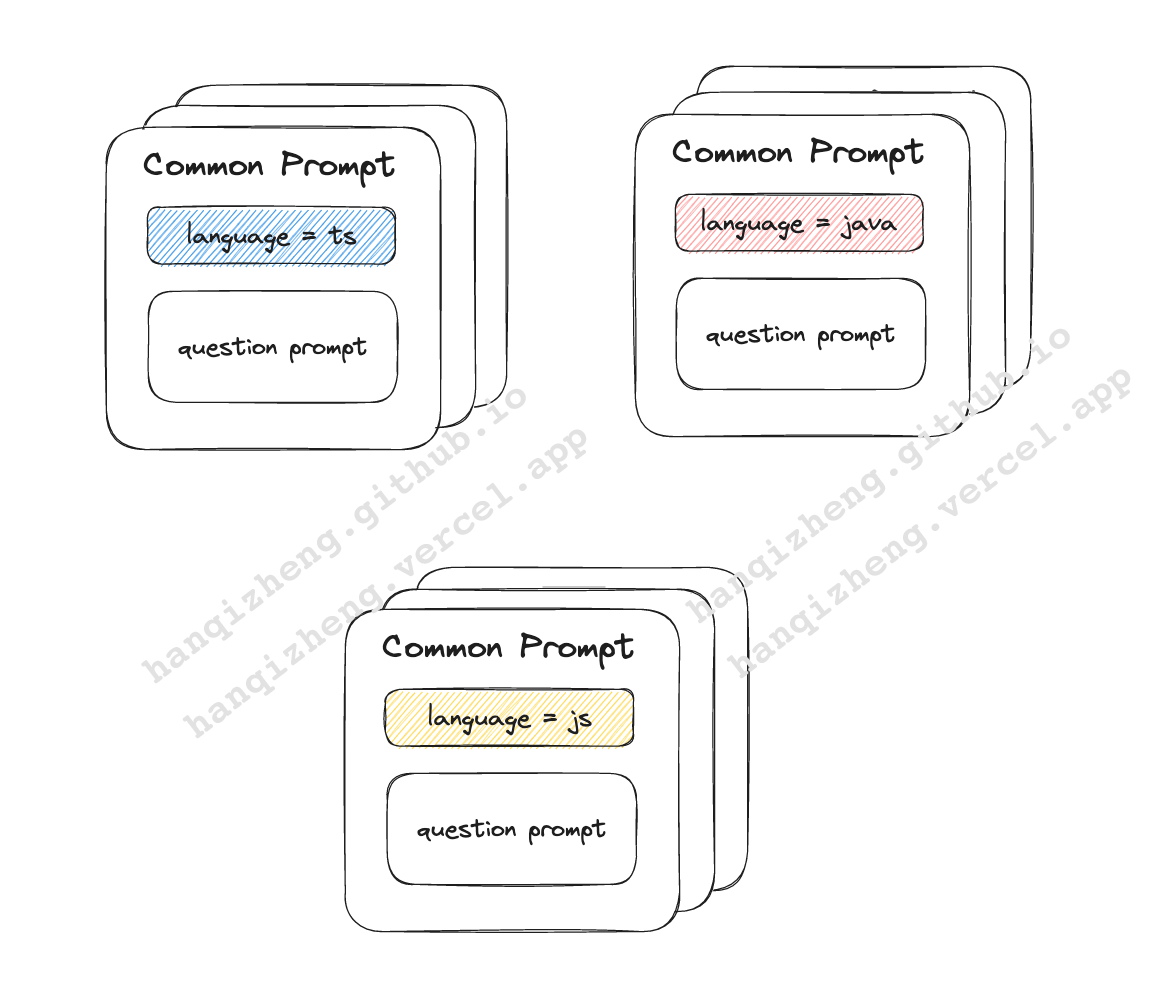 Common Prompt
language = ts
question prompt
Common Prompt
language = java
question prompt
hanqizheng.github.io
hanqizheng.vercel.app
hanqizheng.github.io
hanqizheng.vercel.app
Common Prompt
language = js
question prompt